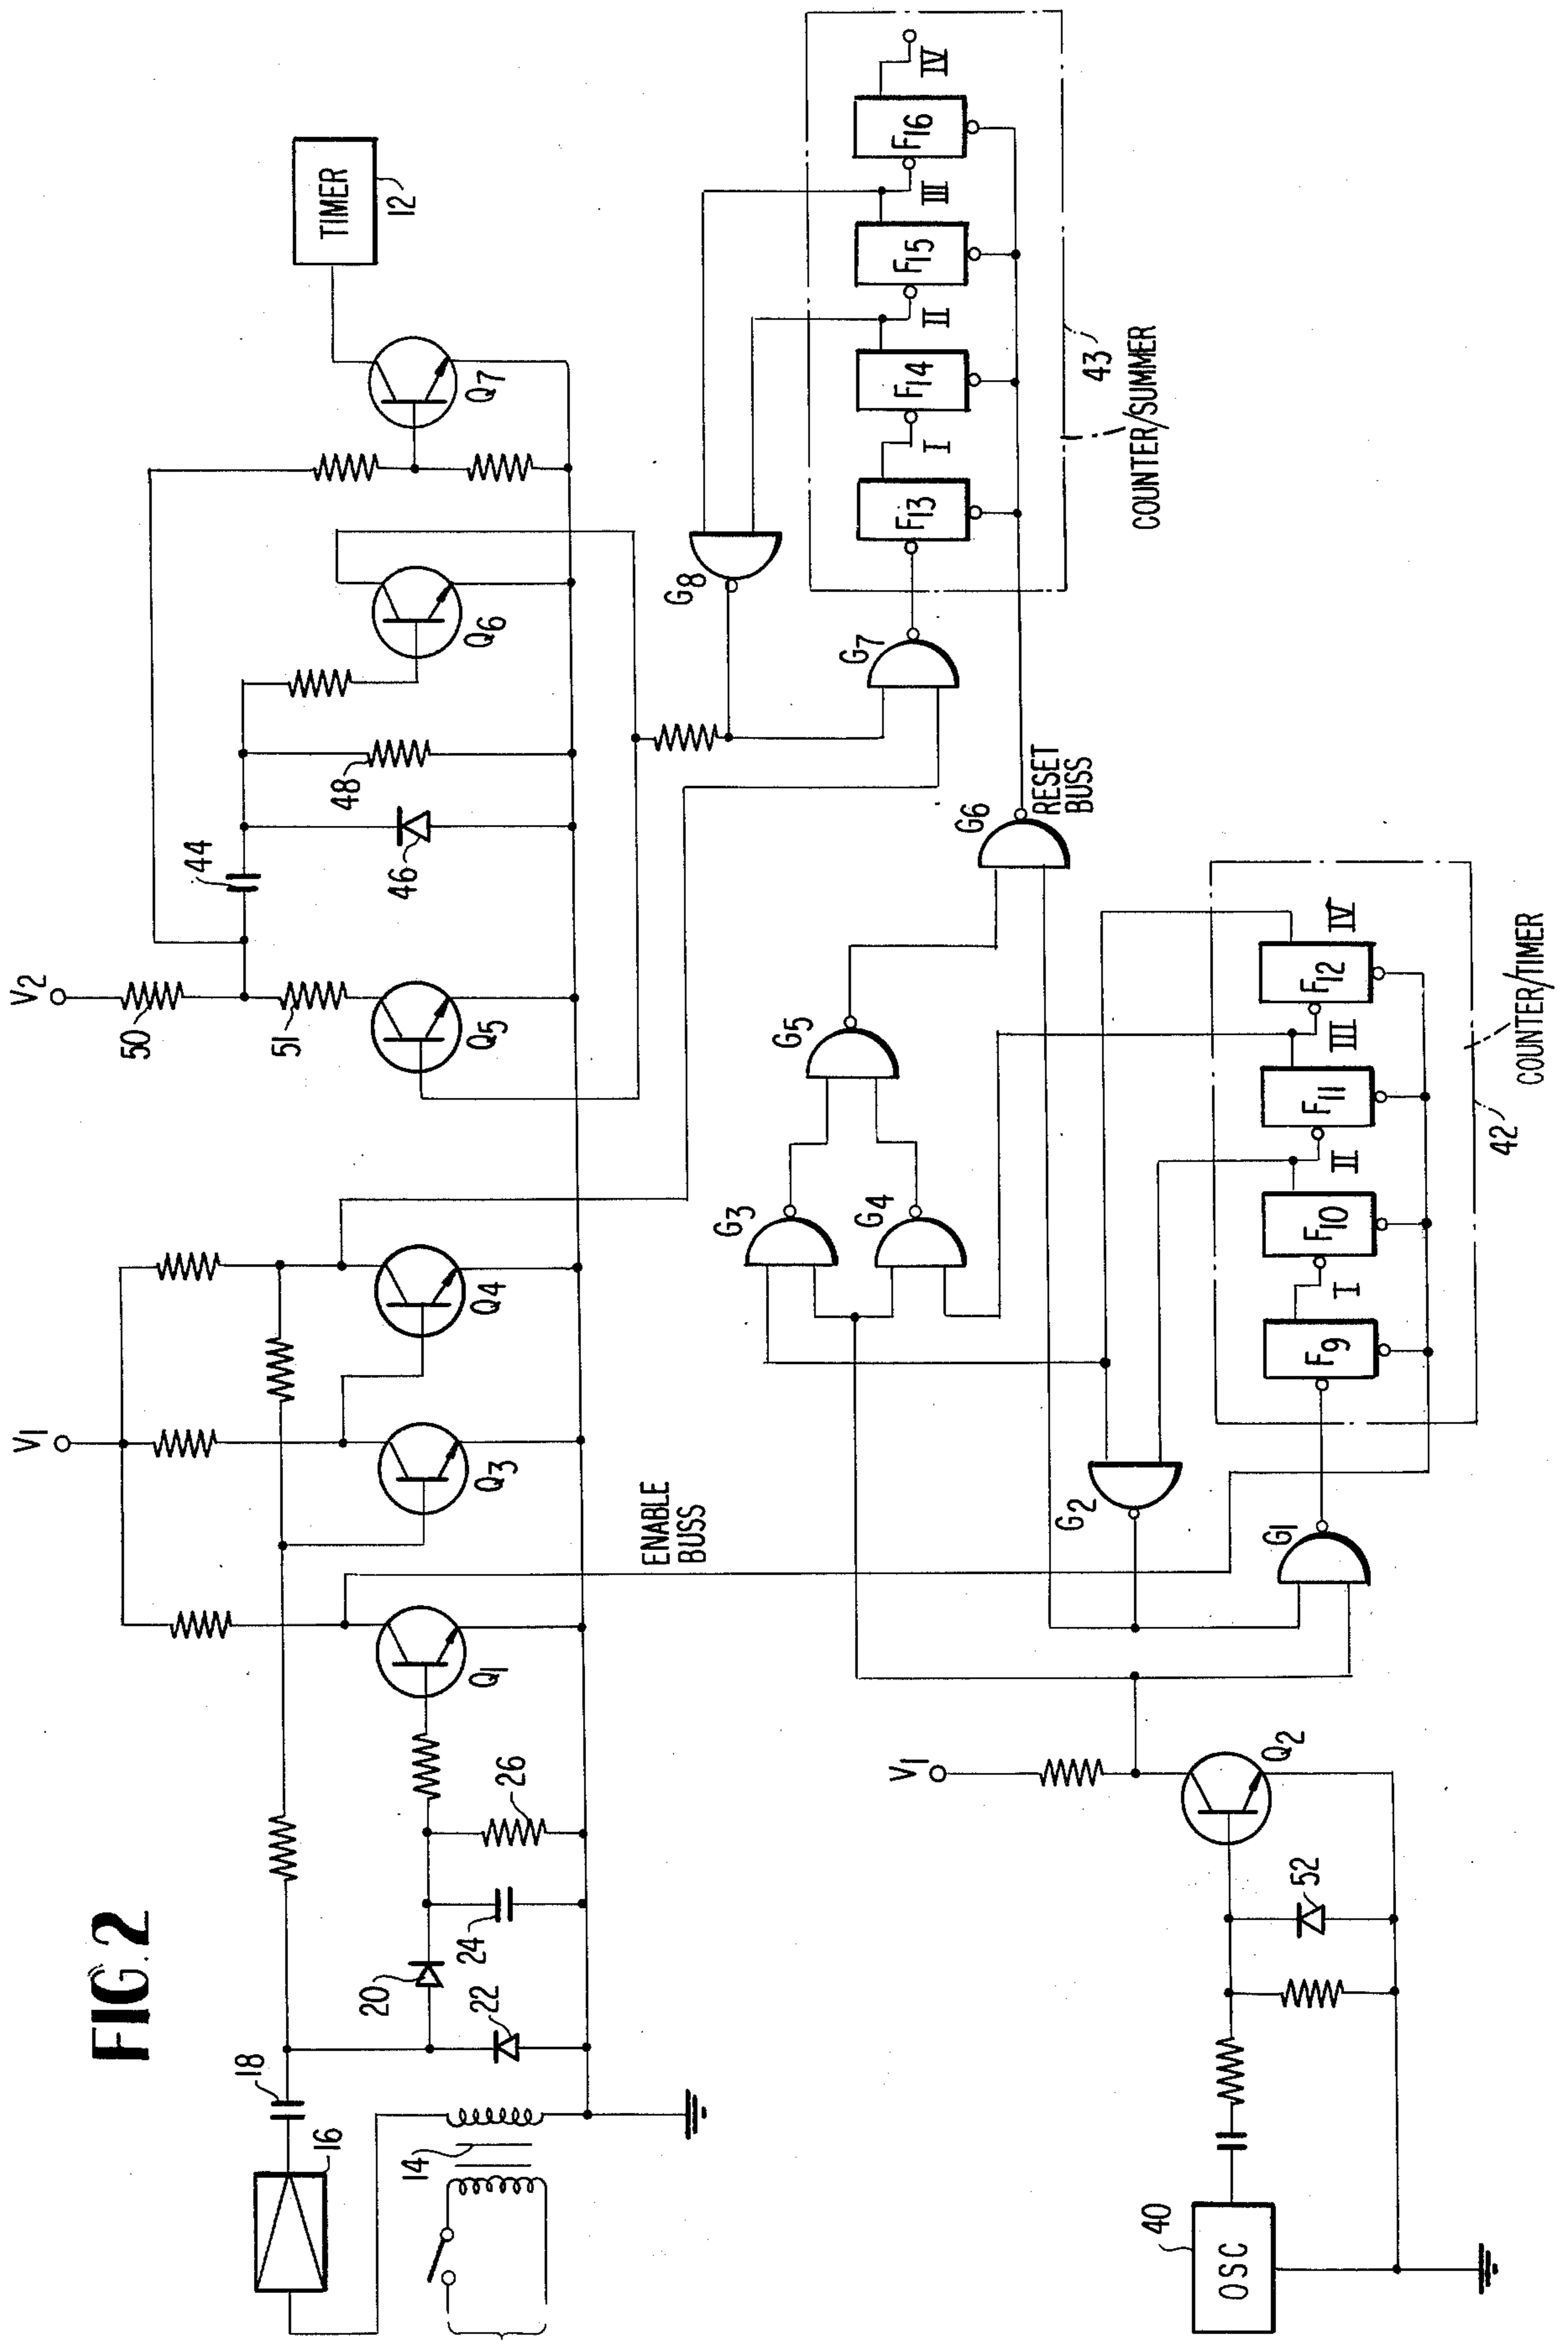 FIG. 2
V1
V2
TIMER
12
50
51
44
46
48
Q5
Q6
Q7
Q1
Q3
Q4
18
16
14
20
22
24
26
ENABLE
BUSS
G8
G7
G6
RESET
BUSS
G5
G3
G4
G2
G1
F13
I
F14
II
F15
III
F16
IV
43
COUNTER/SUMMER
F9
I
F10
II
F11
III
F12
IV
42
COUNTER/TIMER
V1
Q2
52
40
OSC